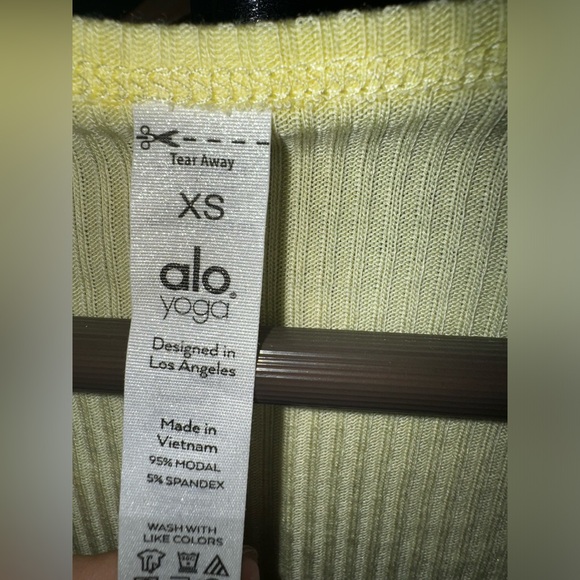 Tear Away
XS
alo
yoga
Designed in
Los Angeles
Made in
Vietnam
95% MODAL
5% SPANDEX
WASH WITH
LIKE COLORS